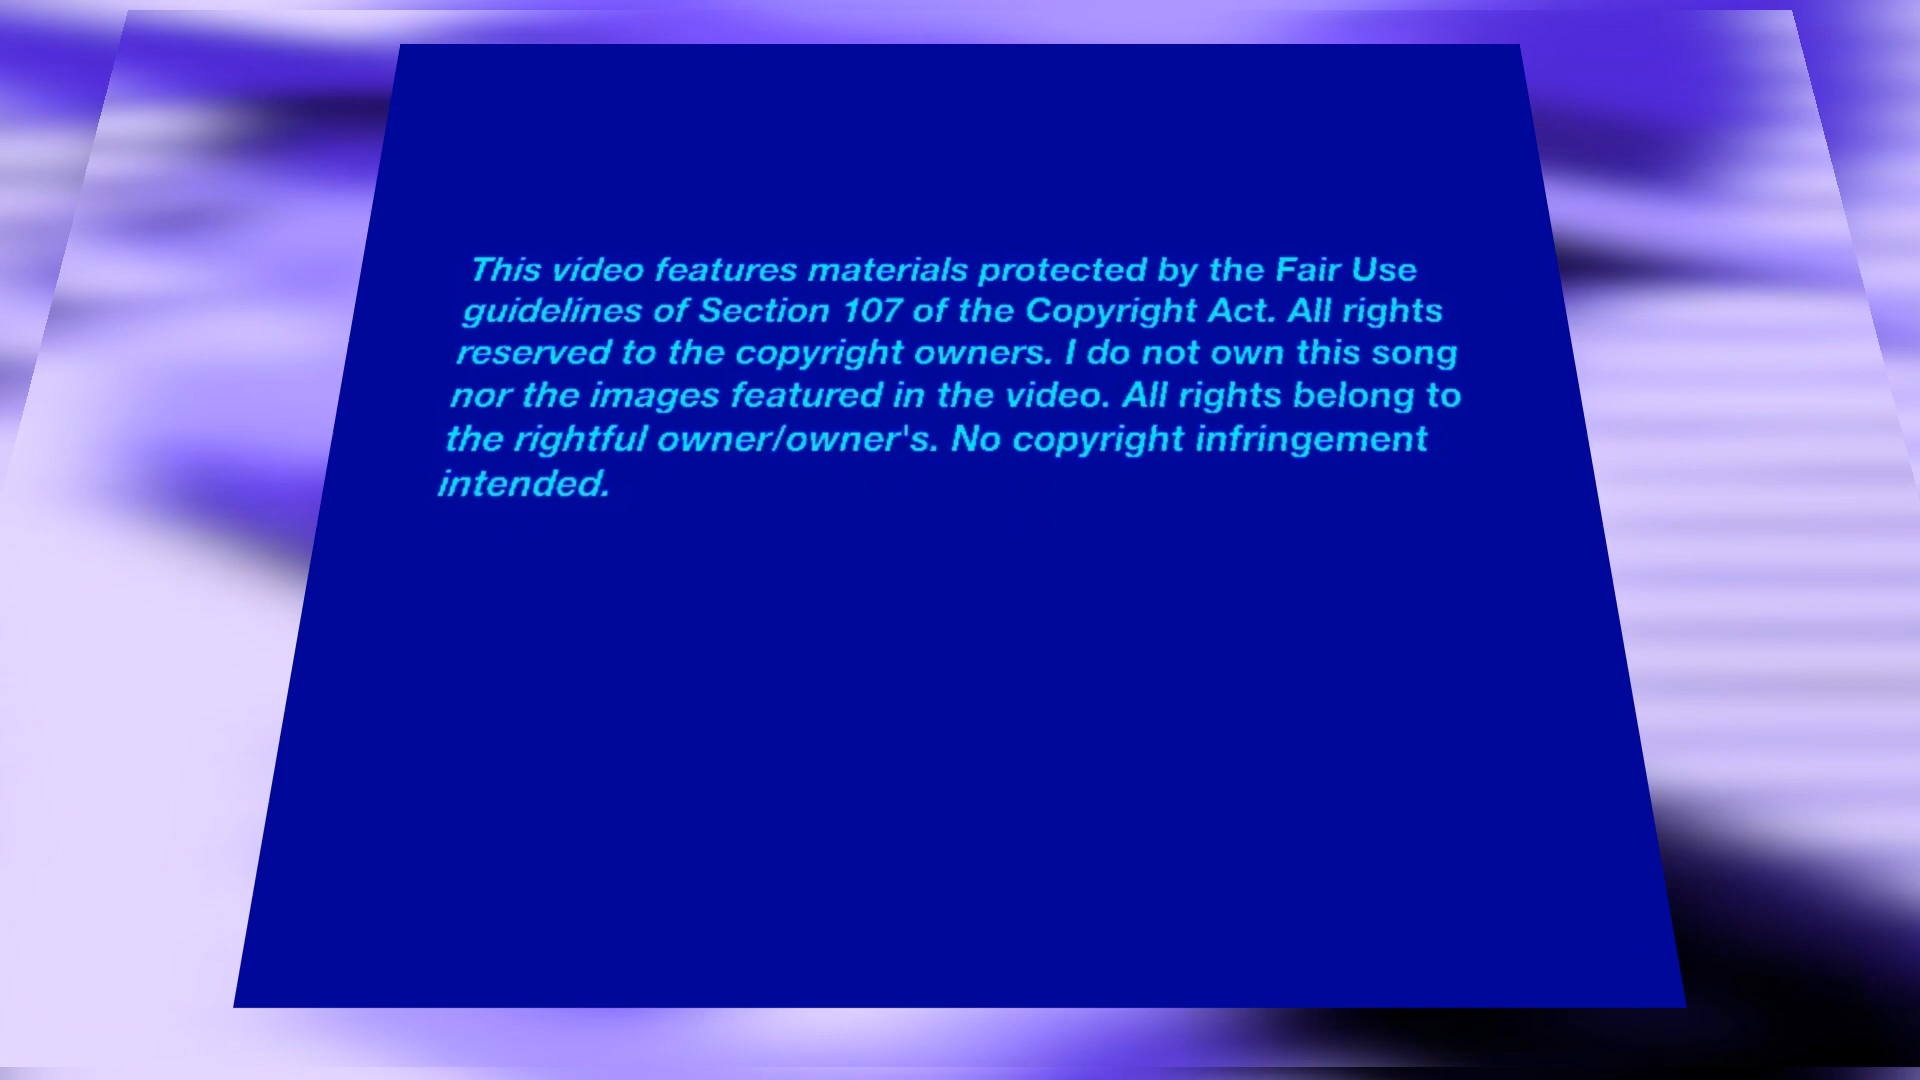 This video features materials protected by the Fair Use
guidelines of Section 107 of the Copyright Act. All rights
reserved to the copyright owners. I do not own this song
nor the images featured in the video. All rights belong to
the rightful owner/owner's. No copyright infringement
intended.